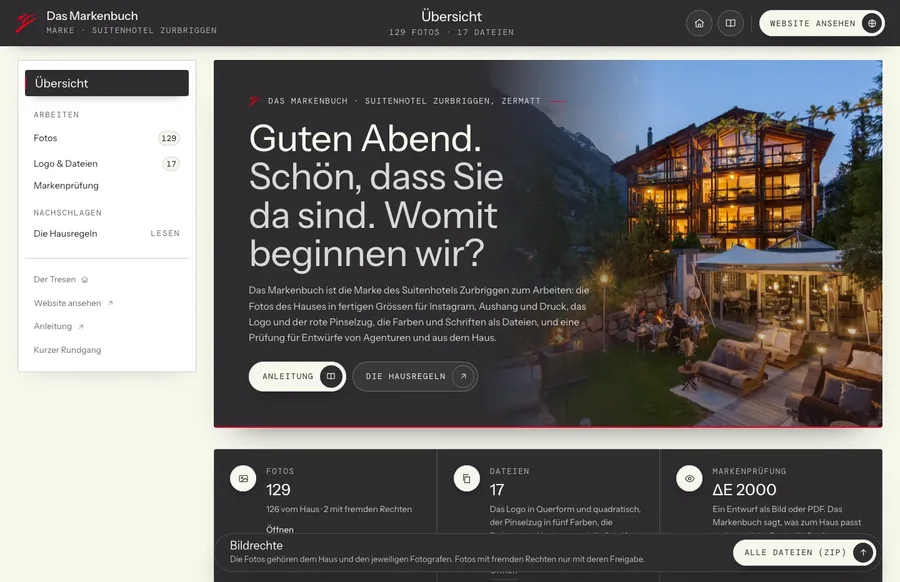 Das Markenbuch
MARKE · SUITENHOTEL ZURBRIGGEN
Übersicht
129 FOTOS · 17 DATEIEN
WEBSITE ANSEHEN
Übersicht
ARBEITEN
Fotos 129
Logo & Dateien 17
Markenprüfung
NACHSCHLAGEN
Die Hausregeln LESEN
Der Tresen
Website ansehen
Anleitung
Kurzer Rundgang
DAS MARKENBUCH · SUITENHOTEL ZURBRIGGEN, ZERMATT
Guten Abend.
Schön, dass Sie
da sind. Womit
beginnen wir?
Das Markenbuch ist die Marke des Suitenhotels Zurbriggen zum Arbeiten: die
Fotos des Hauses in fertigen Grössen für Instagram, Aushang und Druck, das
Logo und der rote Pinselzug, die Farben und Schriften als Dateien, und eine
Prüfung für Entwürfe von Agenturen und aus dem Haus.
ANLEITUNG
DIE HAUSREGELN
FOTOS
129
126 vom Haus · 2 mit fremden Rechten
Öffnen
DATEIEN
17
Das Logo in Querform und quadratisch,
der Pinselzug in fünf Farben, die
MARKENPRÜFUNG
ΔE 2000
Ein Entwurf als Bild oder PDF. Das
Markenbuch sagt, was zum Haus passt
Bildrechte
Die Fotos gehören dem Haus und den jeweiligen Fotografen. Fotos mit fremden Rechten nur mit deren Freigabe.
ALLE DATEIEN (ZIP)